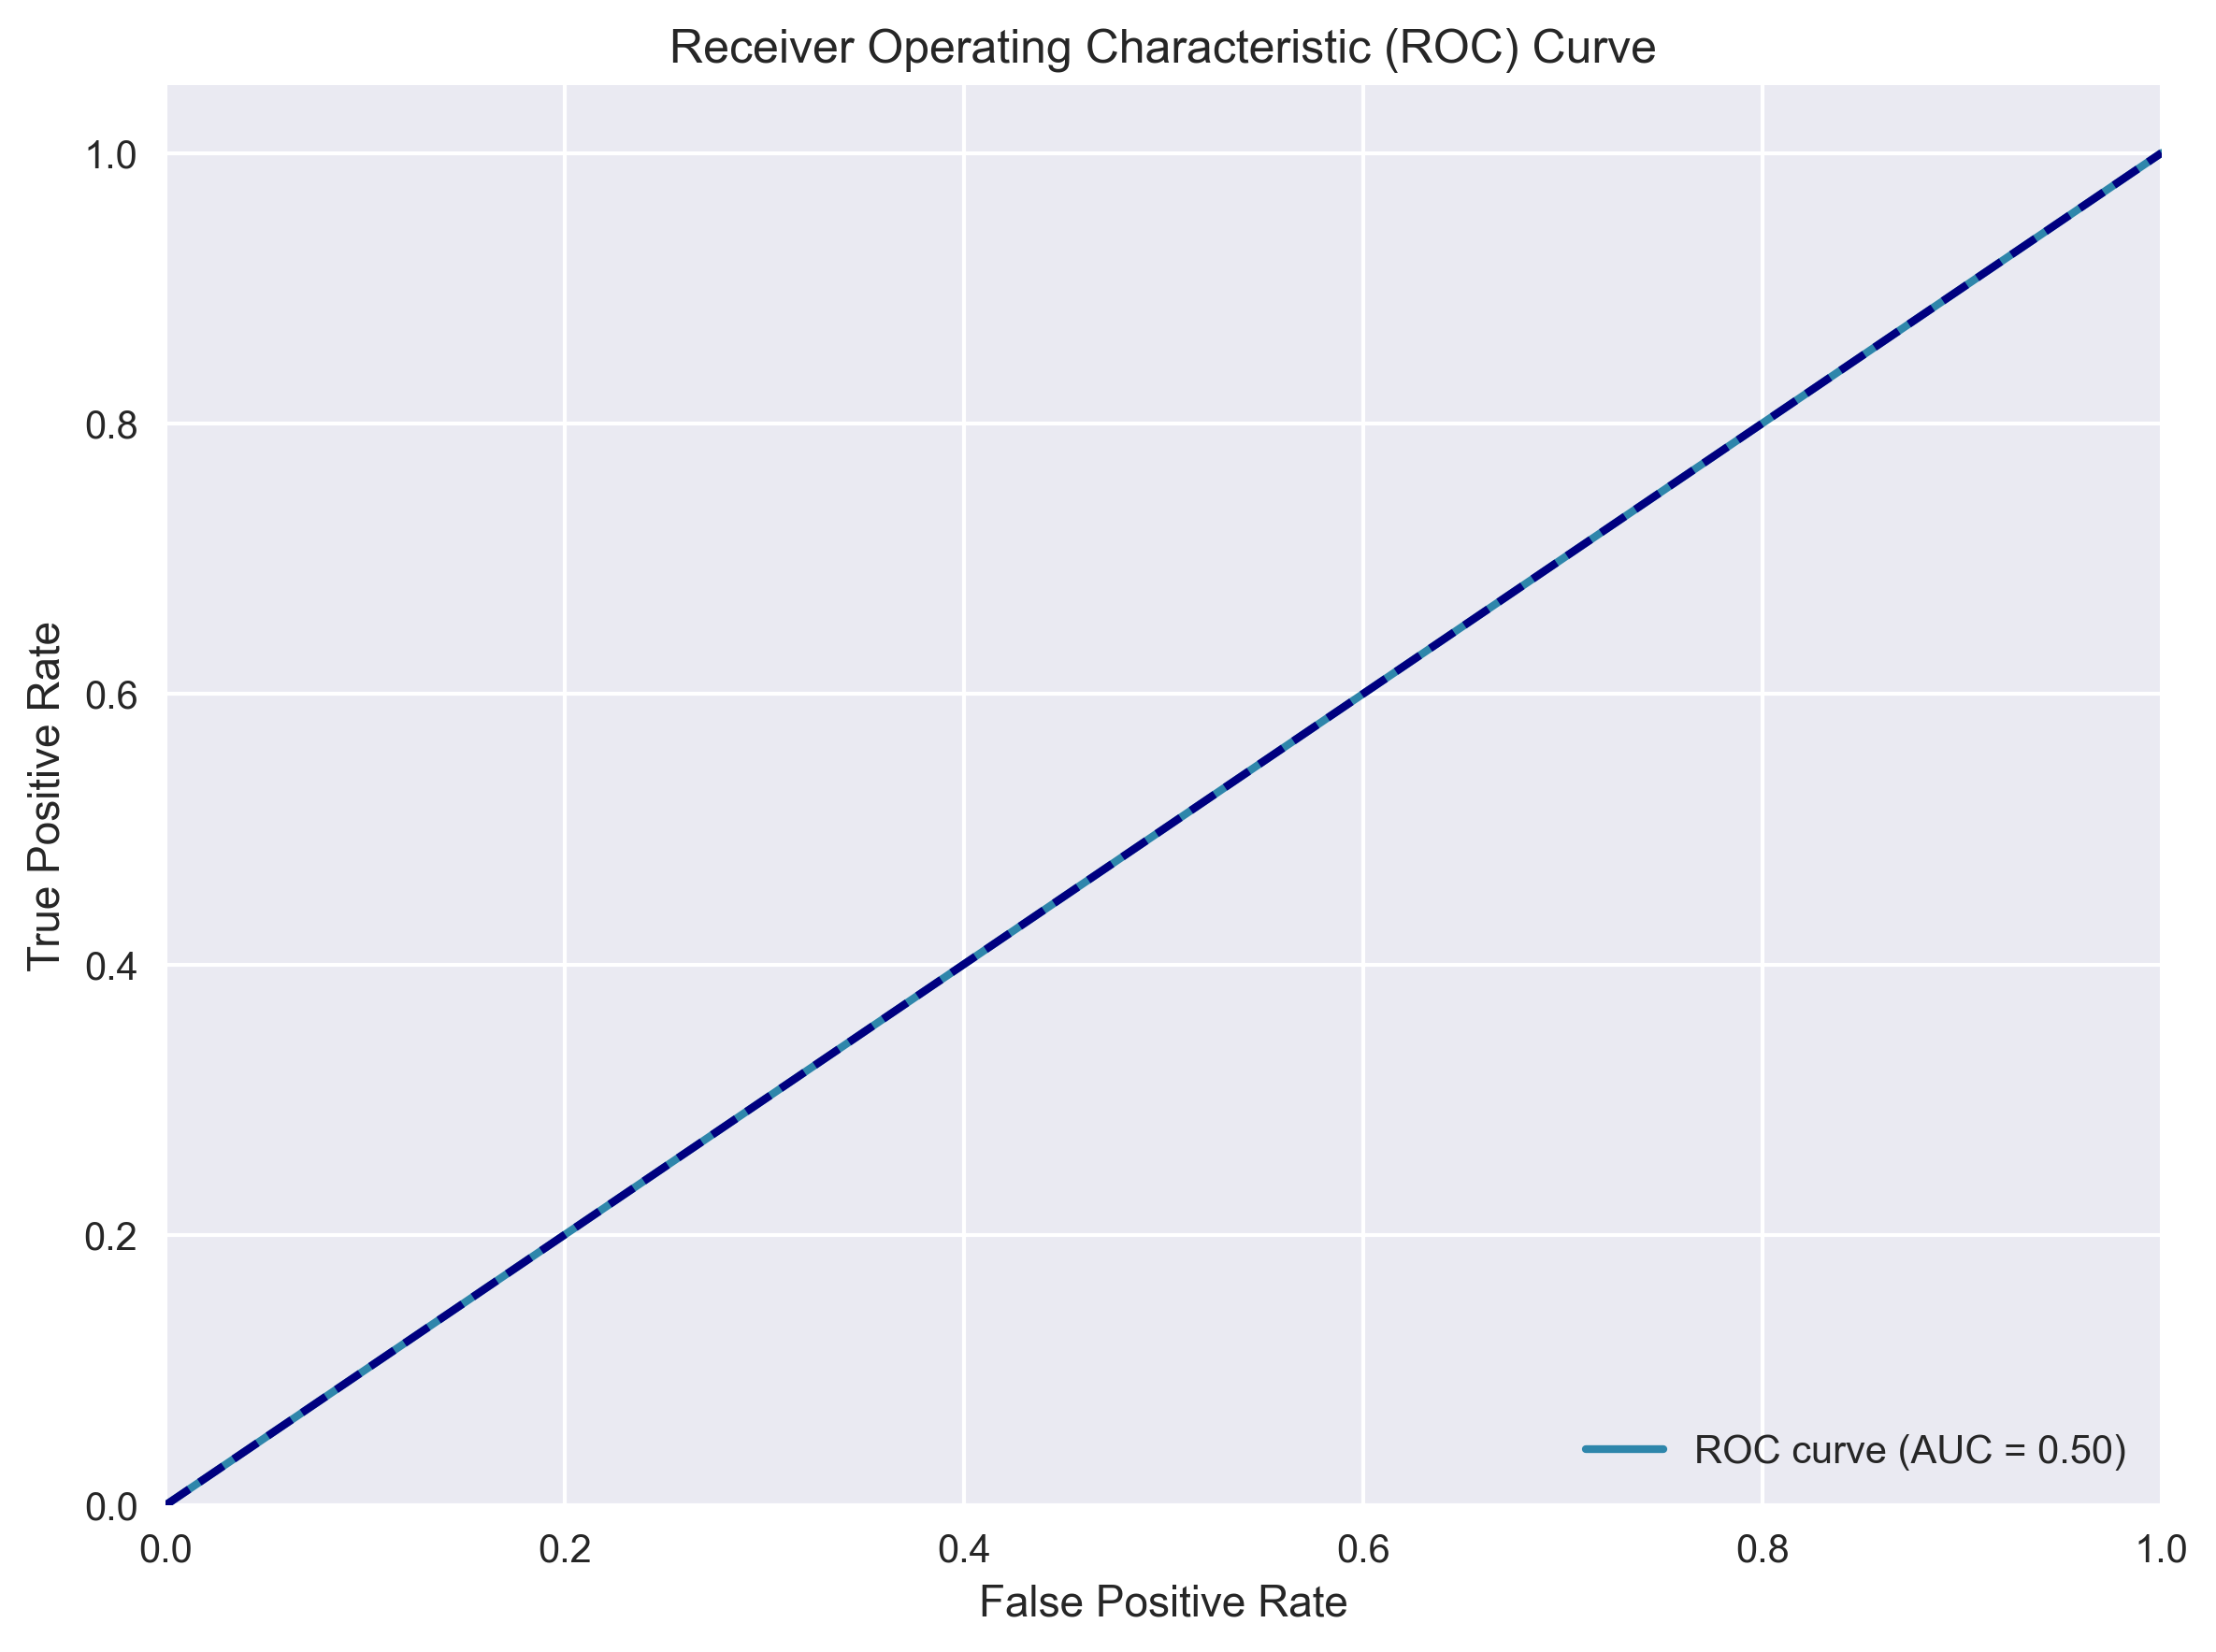 Receiver Operating Characteristic (ROC) Curve
1.0
0.8
0.6
0.4
0.2
0.0
True Positive Rate
ROC curve (AUC = 0.50)
0.0 0.2 0.4 0.6 0.8 1.0
False Positive Rate